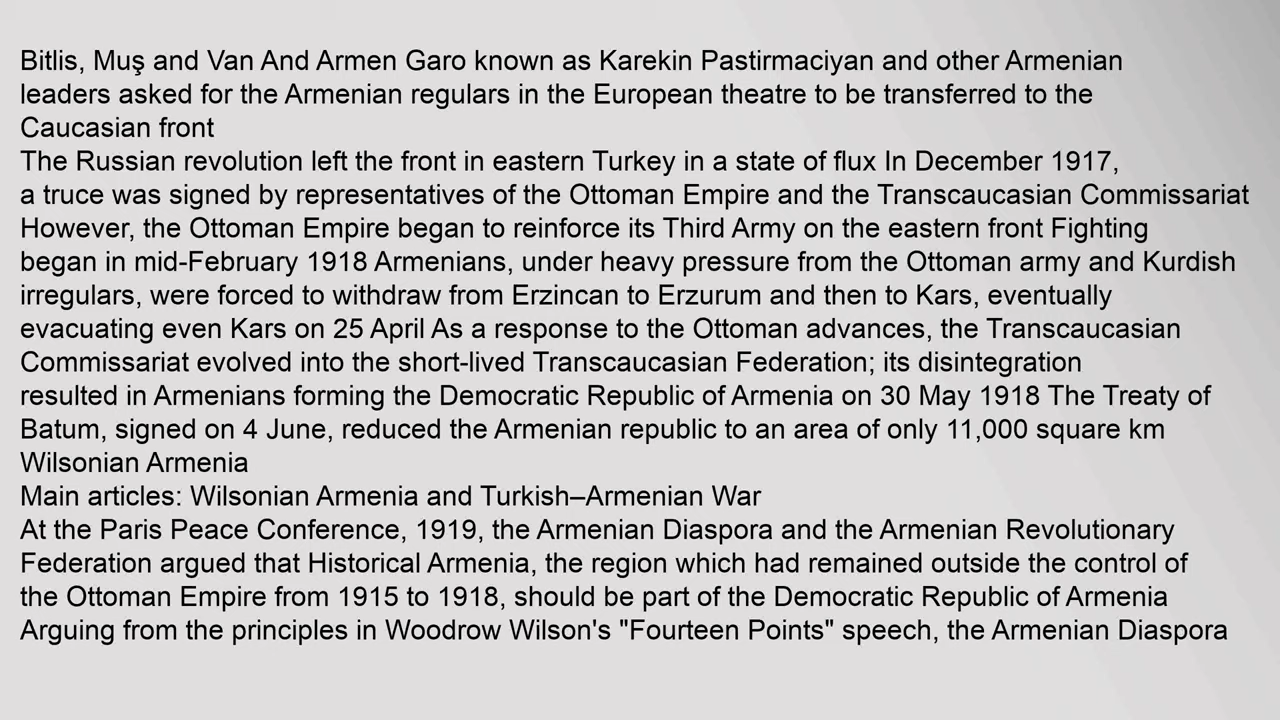 Bitlis, Muş and Van And Armen Garo known as Karekin Pastirmaciyan and other Armenian
leaders asked for the Armenian regulars in the European theatre to be transferred to the
Caucasian front
The Russian revolution left the front in eastern Turkey in a state of flux In December 1917,
a truce was signed by representatives of the Ottoman Empire and the Transcaucasian Commissariat
However, the Ottoman Empire began to reinforce its Third Army on the eastern front Fighting
began in mid-February 1918 Armenians, under heavy pressure from the Ottoman army and Kurdish
irregulars, were forced to withdraw from Erzincan to Erzurum and then to Kars, eventually
evacuating even Kars on 25 April As a response to the Ottoman advances, the Transcaucasian
Commissariat evolved into the short-lived Transcaucasian Federation; its disintegration
resulted in Armenians forming the Democratic Republic of Armenia on 30 May 1918 The Treaty of
Batum, signed on 4 June, reduced the Armenian republic to an area of only 11,000 square km
Wilsonian Armenia
Main articles: Wilsonian Armenia and Turkish–Armenian War
At the Paris Peace Conference, 1919, the Armenian Diaspora and the Armenian Revolutionary
Federation argued that Historical Armenia, the region which had remained outside the control of
the Ottoman Empire from 1915 to 1918, should be part of the Democratic Republic of Armenia
Arguing from the principles in Woodrow Wilson's "Fourteen Points" speech, the Armenian Diaspora